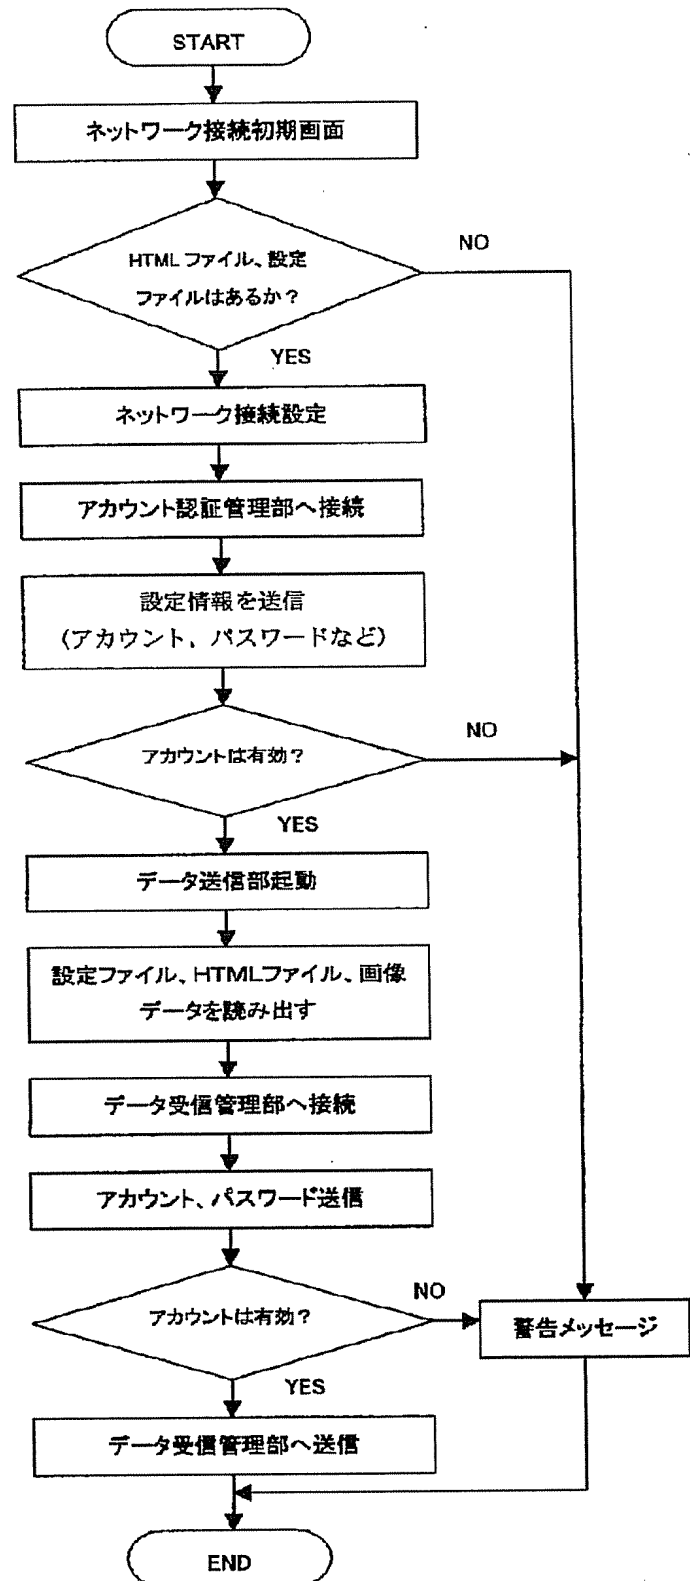 START
ネットワーク接続初期画面
HTMLファイル、設定
ファイルはあるか？
NO
YES
ネットワーク接続設定
アカウント認証管理部へ接続
設定情報を送信
（アカウント、パスワードなど）
アカウントは有効？
NO
YES
データ送信部起動
設定ファイル、HTMLファイル、画像
データを読み出す
データ受信管理部へ接続
アカウント、パスワード送信
アカウントは有効？
NO
警告メッセージ
YES
データ受信管理部へ送信
END